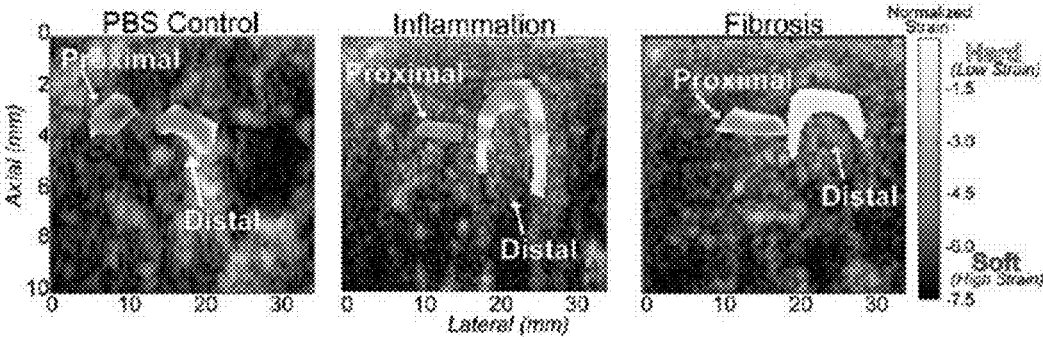 PBS Control
Inflammation
Fibrosis
Normalized
Strain
Proximal
Proximal
Proximal
Hard
(Low Strain)
Distal
Distal
Distal
Soft
(High Strain)
Axial (mm)
0
2
4
6
8
10
0 10 20 30
0 10 20 30
0 10 20 30
Lateral (mm)
-1.5
-3.0
-4.5
-6.0
-7.5